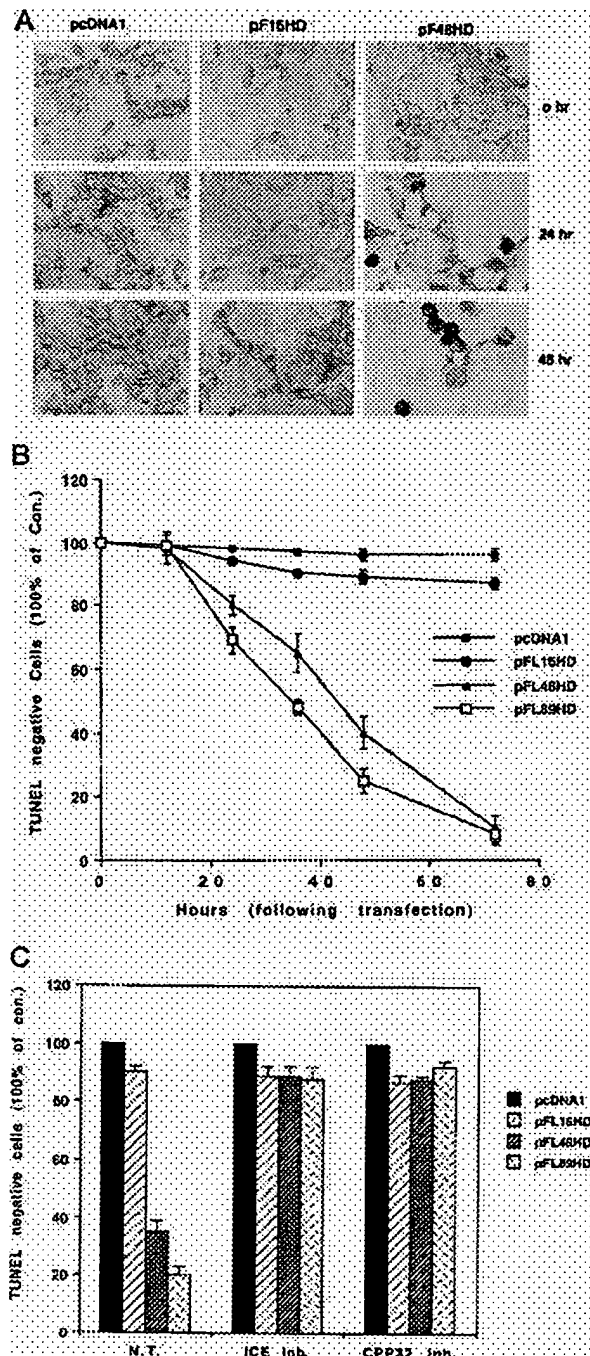 A
pcDNA1 pF15HD pF48HD
0 hr
24 hr
48 hr
B
TUNEL negative Cells (100% of Con.)
120
100
80
60
40
20
0
0 20 40 60 80
Hours (following transfection)
pcDNA1
pFL15HD
pFL48HD
pFL89HD
C
TUNEL negative cells (100% of con.)
120
100
80
60
40
20
0
N.T. ICE Inh. CPP32 Inh.
pcDNA1
pFL15HD
pFL48HD
pFL89HD